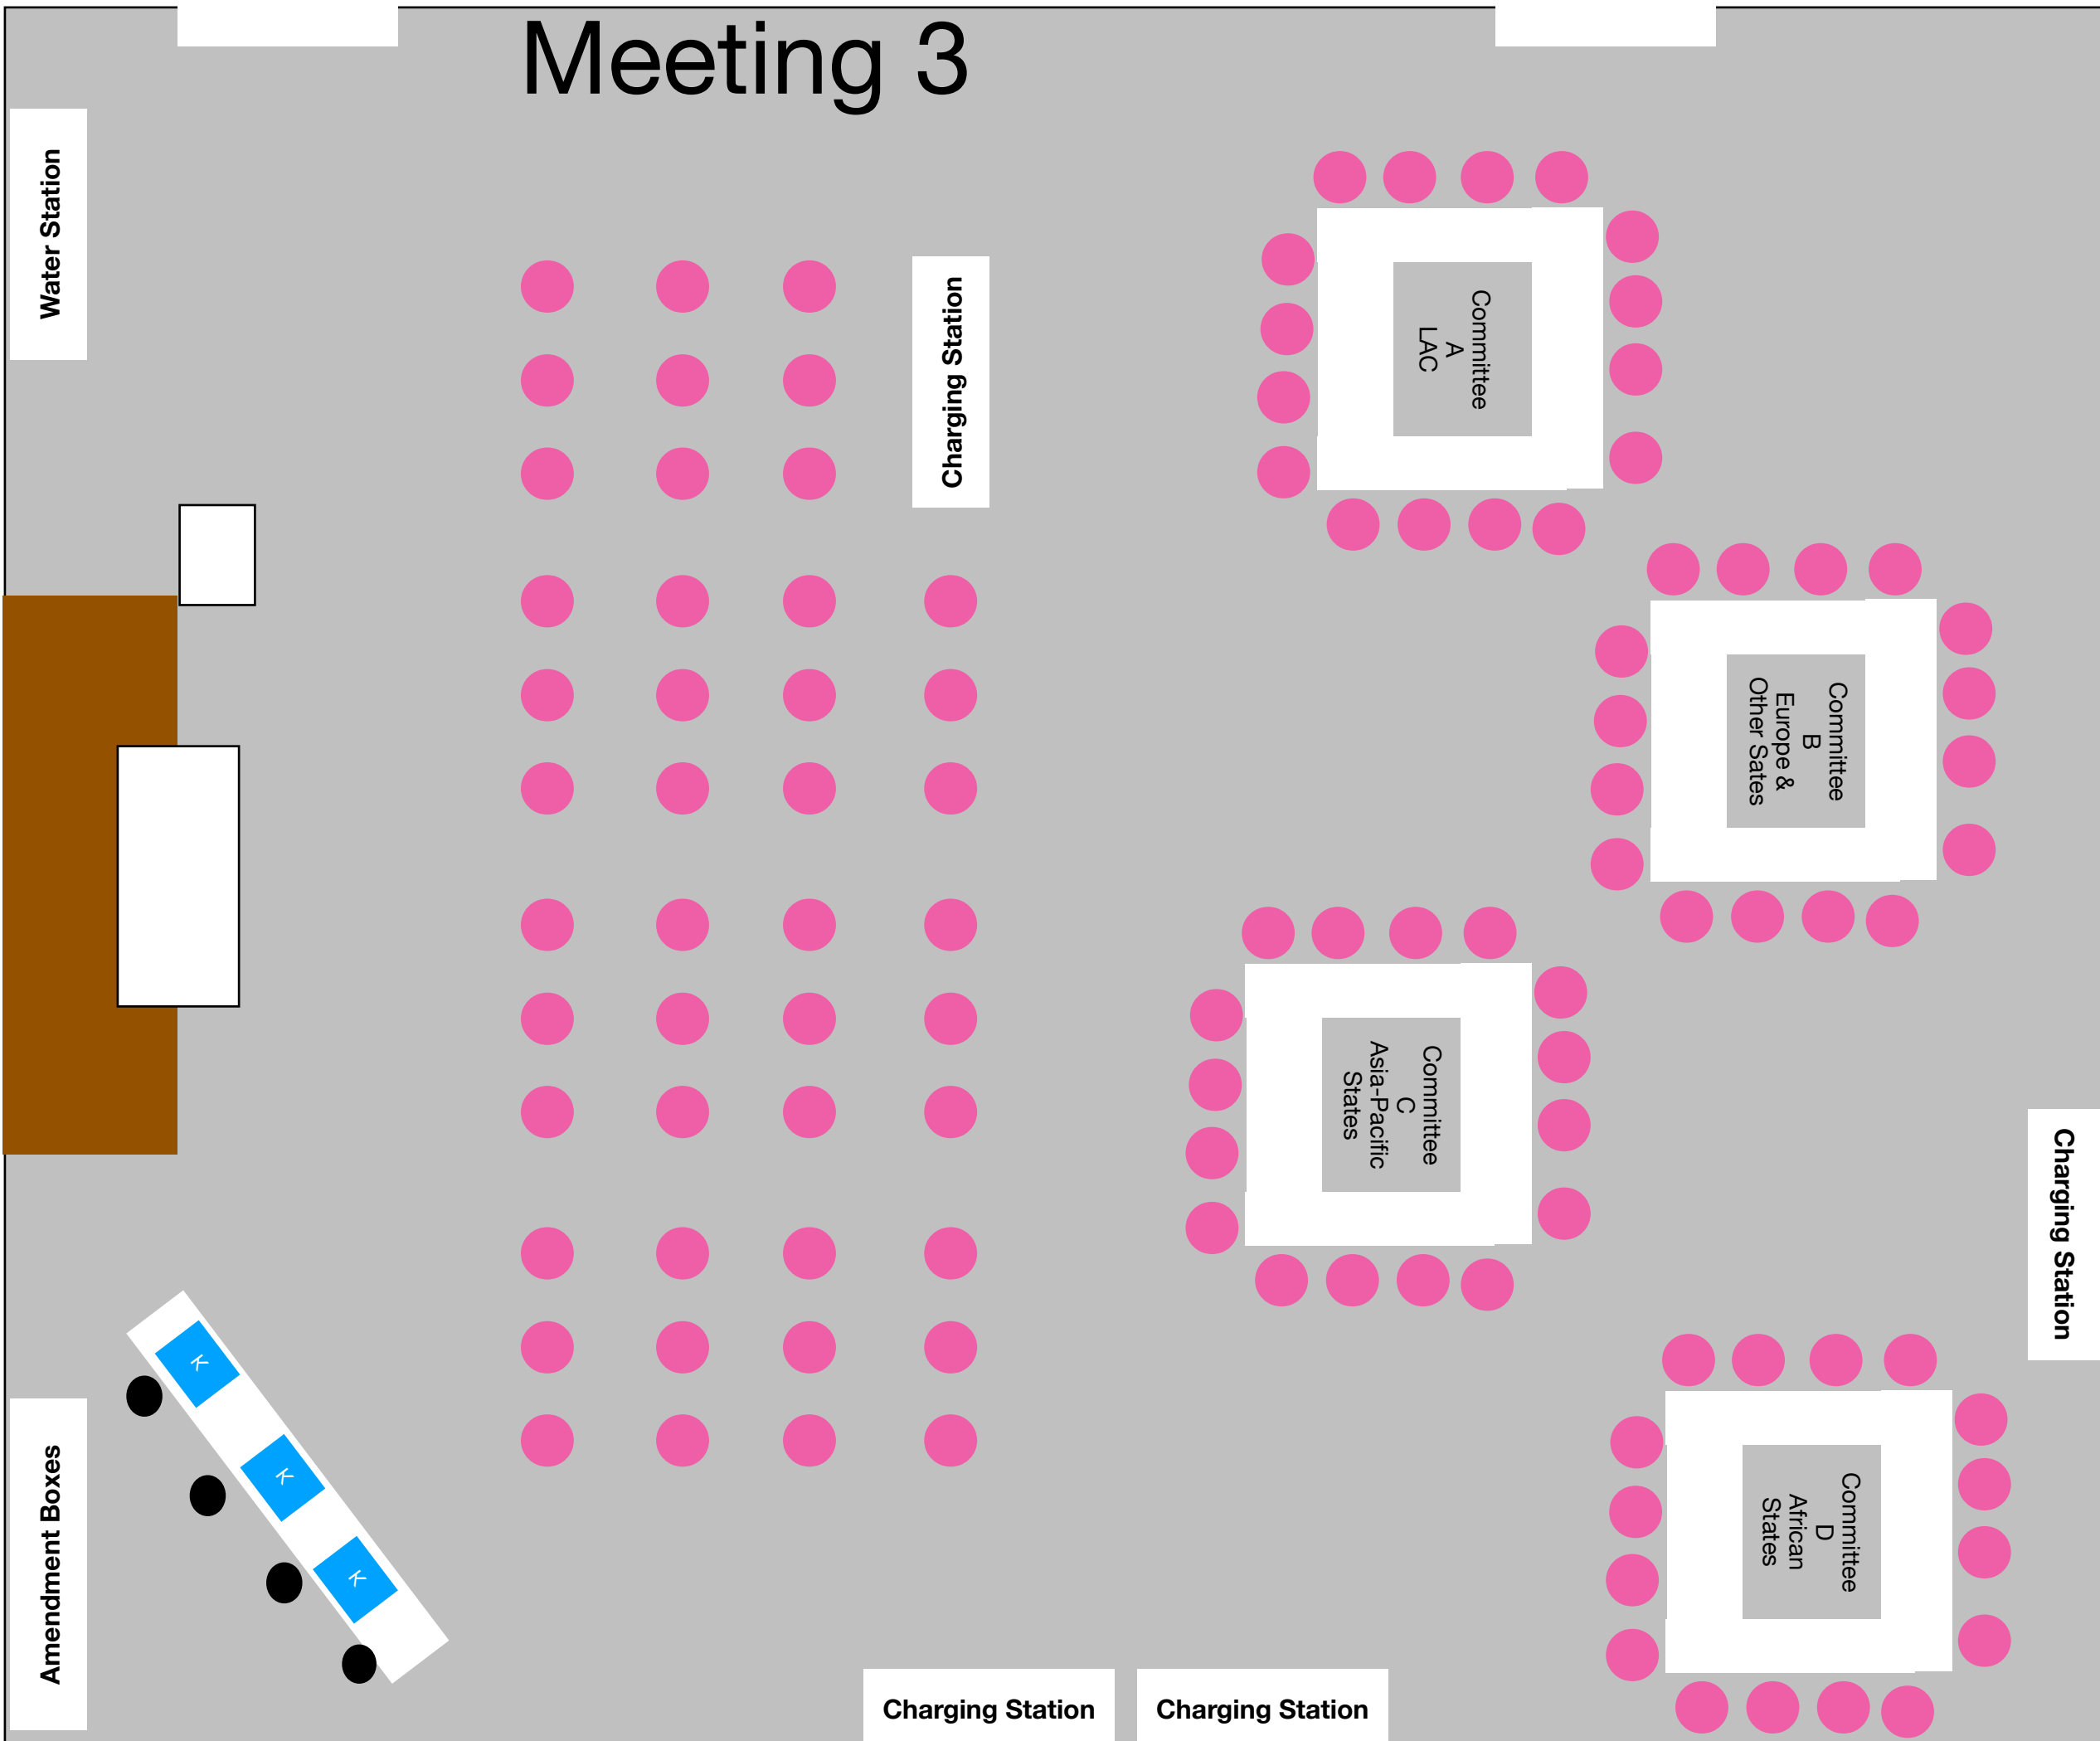 Meeting 3
Water Station
Charging Station
Committee
A
LAC
Committee
B
Europe &
Other Sates
Committee
C
Asia-Pacific
States
Charging Station
Committee
D
African
States
K
K
K
Amendment Boxes
Charging Station
Charging Station